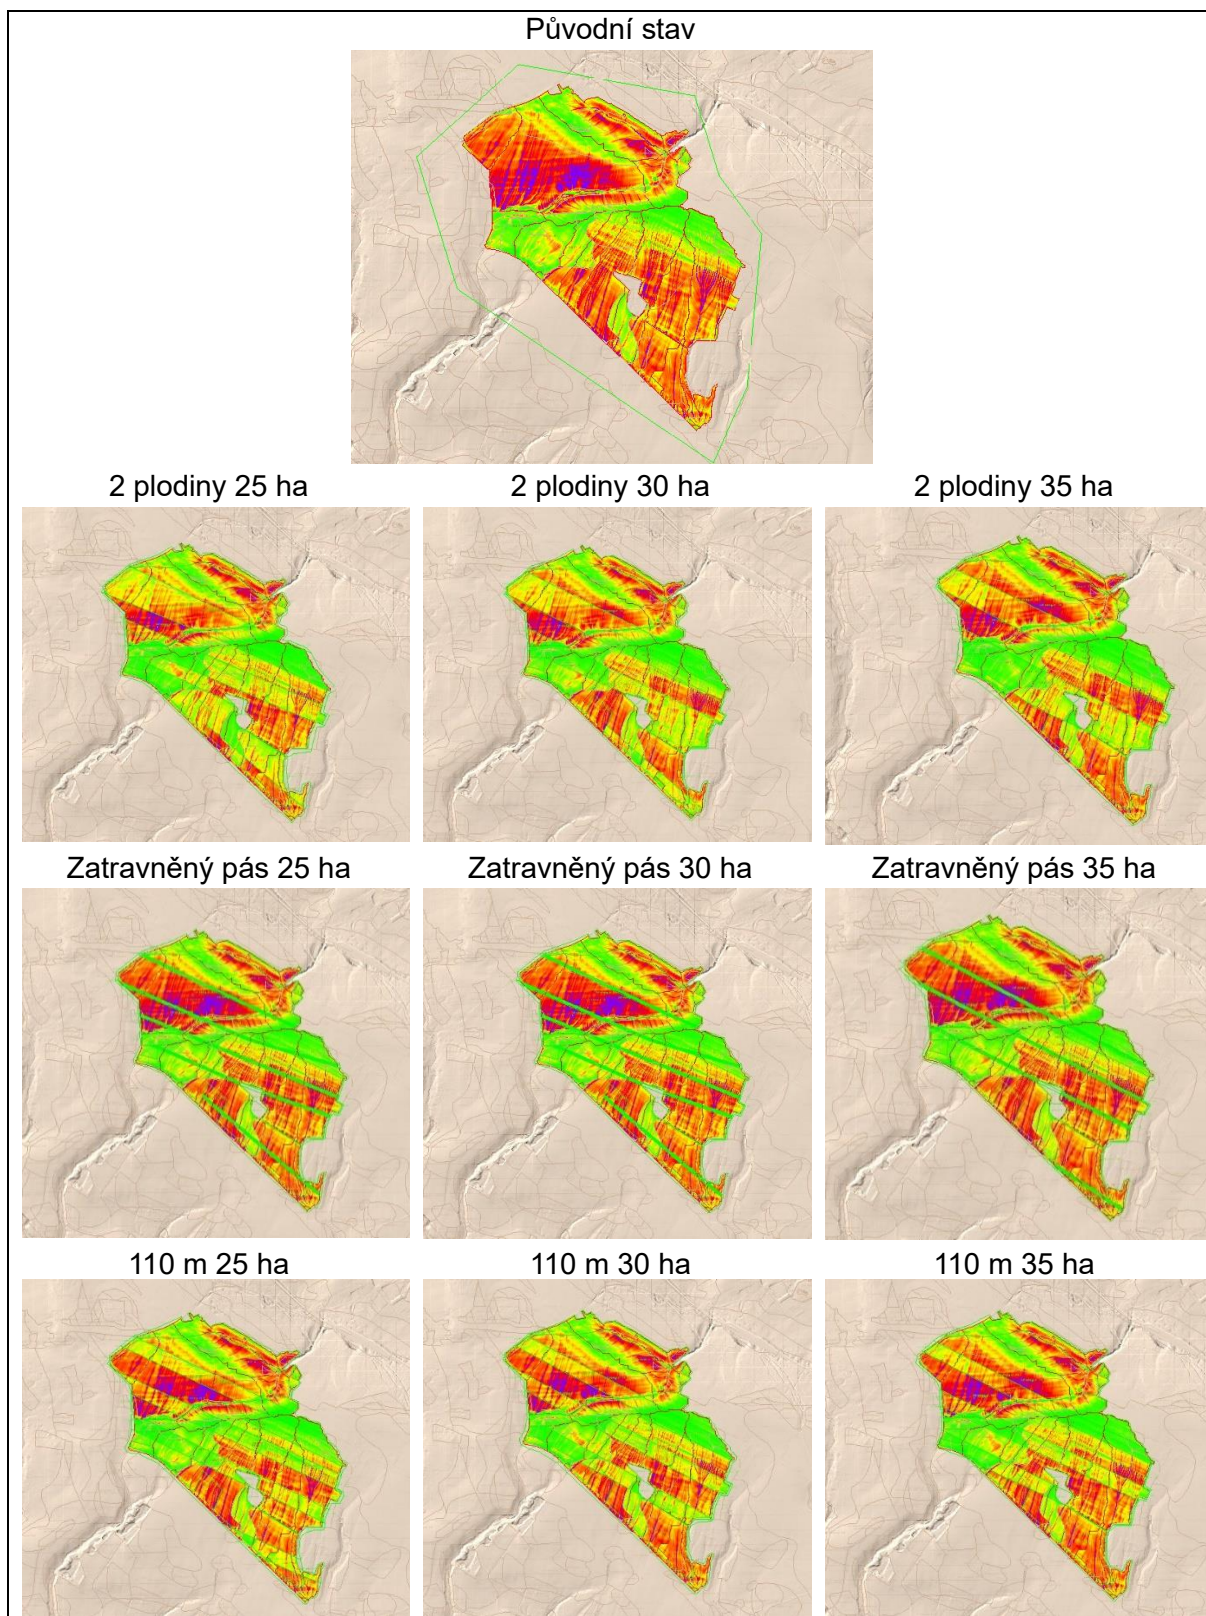 Původní stav
2 plodiny 25 ha
2 plodiny 30 ha
2 plodiny 35 ha
Zatravněný pás 25 ha
Zatravněný pás 30 ha
Zatravněný pás 35 ha
110 m 25 ha
110 m 30 ha
110 m 35 ha